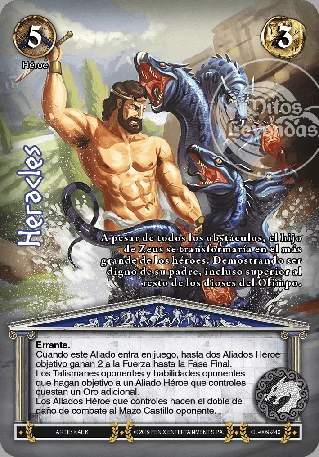 5
3
Héroe
Mitos
Leyendas
Heracles
A pesar de todos los obstáculos, el hijo
de Zeus se transformaría en el más
grande de los héroes. Demostrando ser
digno de su padre, incluso superior al
resto de los dioses del Olimpo.
Errante.
Cuando este Aliado entra en juego, hasta dos Aliados Héroe
objetivo ganan 2 a la Fuerza hasta la Fase Final.
Los Talismanes oponentes y habilidades oponentes
que hagan objetivo a un Aliado Héroe que controles
cuestan un Oro adicional.
Los Aliados Héroe que controles hacen el doble de
daño de combate al Mazo Castillo oponente.